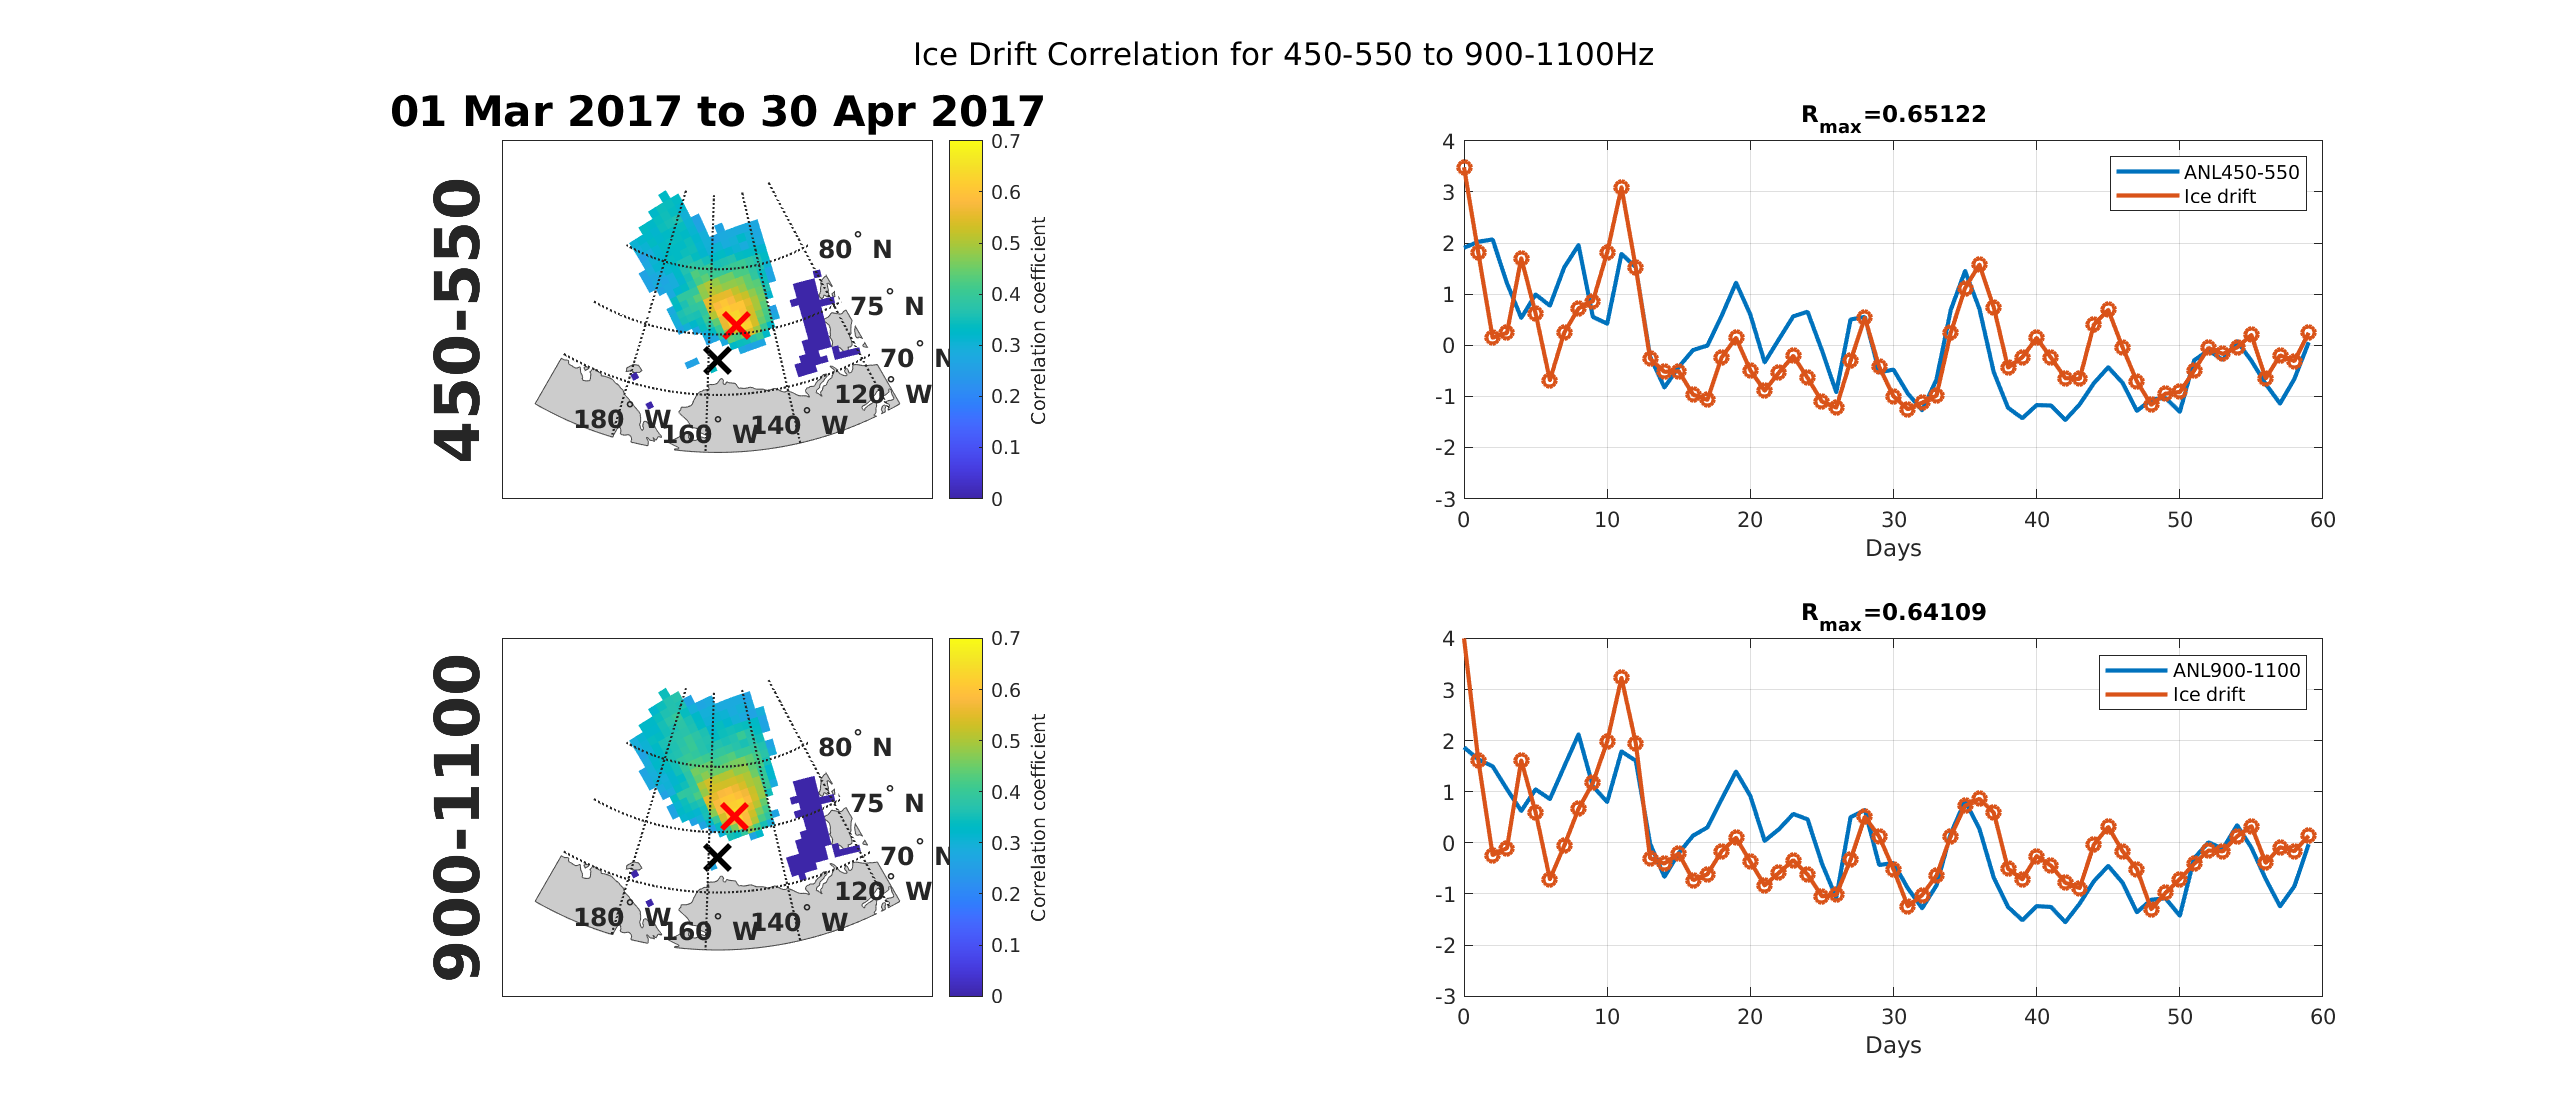 Ice Drift Correlation for 450-550 to 900-1100Hz
01 Mar 2017 to 30 Apr 2017
450-550
80° N
75° N
70° N
120° W
180° W
160° W
140° W
0.7
0.6
0.5
0.4
0.3
0.2
0.1
0
Correlation coefficient
Rmax=0.65122
4
3
2
1
0
-1
-2
-3
0 10 20 30 40 50 60
Days
ANL450-550
Ice drift
900-1100
80° N
75° N
70° N
120° W
180° W
160° W
140° W
0.7
0.6
0.5
0.4
0.3
0.2
0.1
0
Correlation coefficient
Rmax=0.64109
4
3
2
1
0
-1
-2
-3
0 10 20 30 40 50 60
Days
ANL900-1100
Ice drift